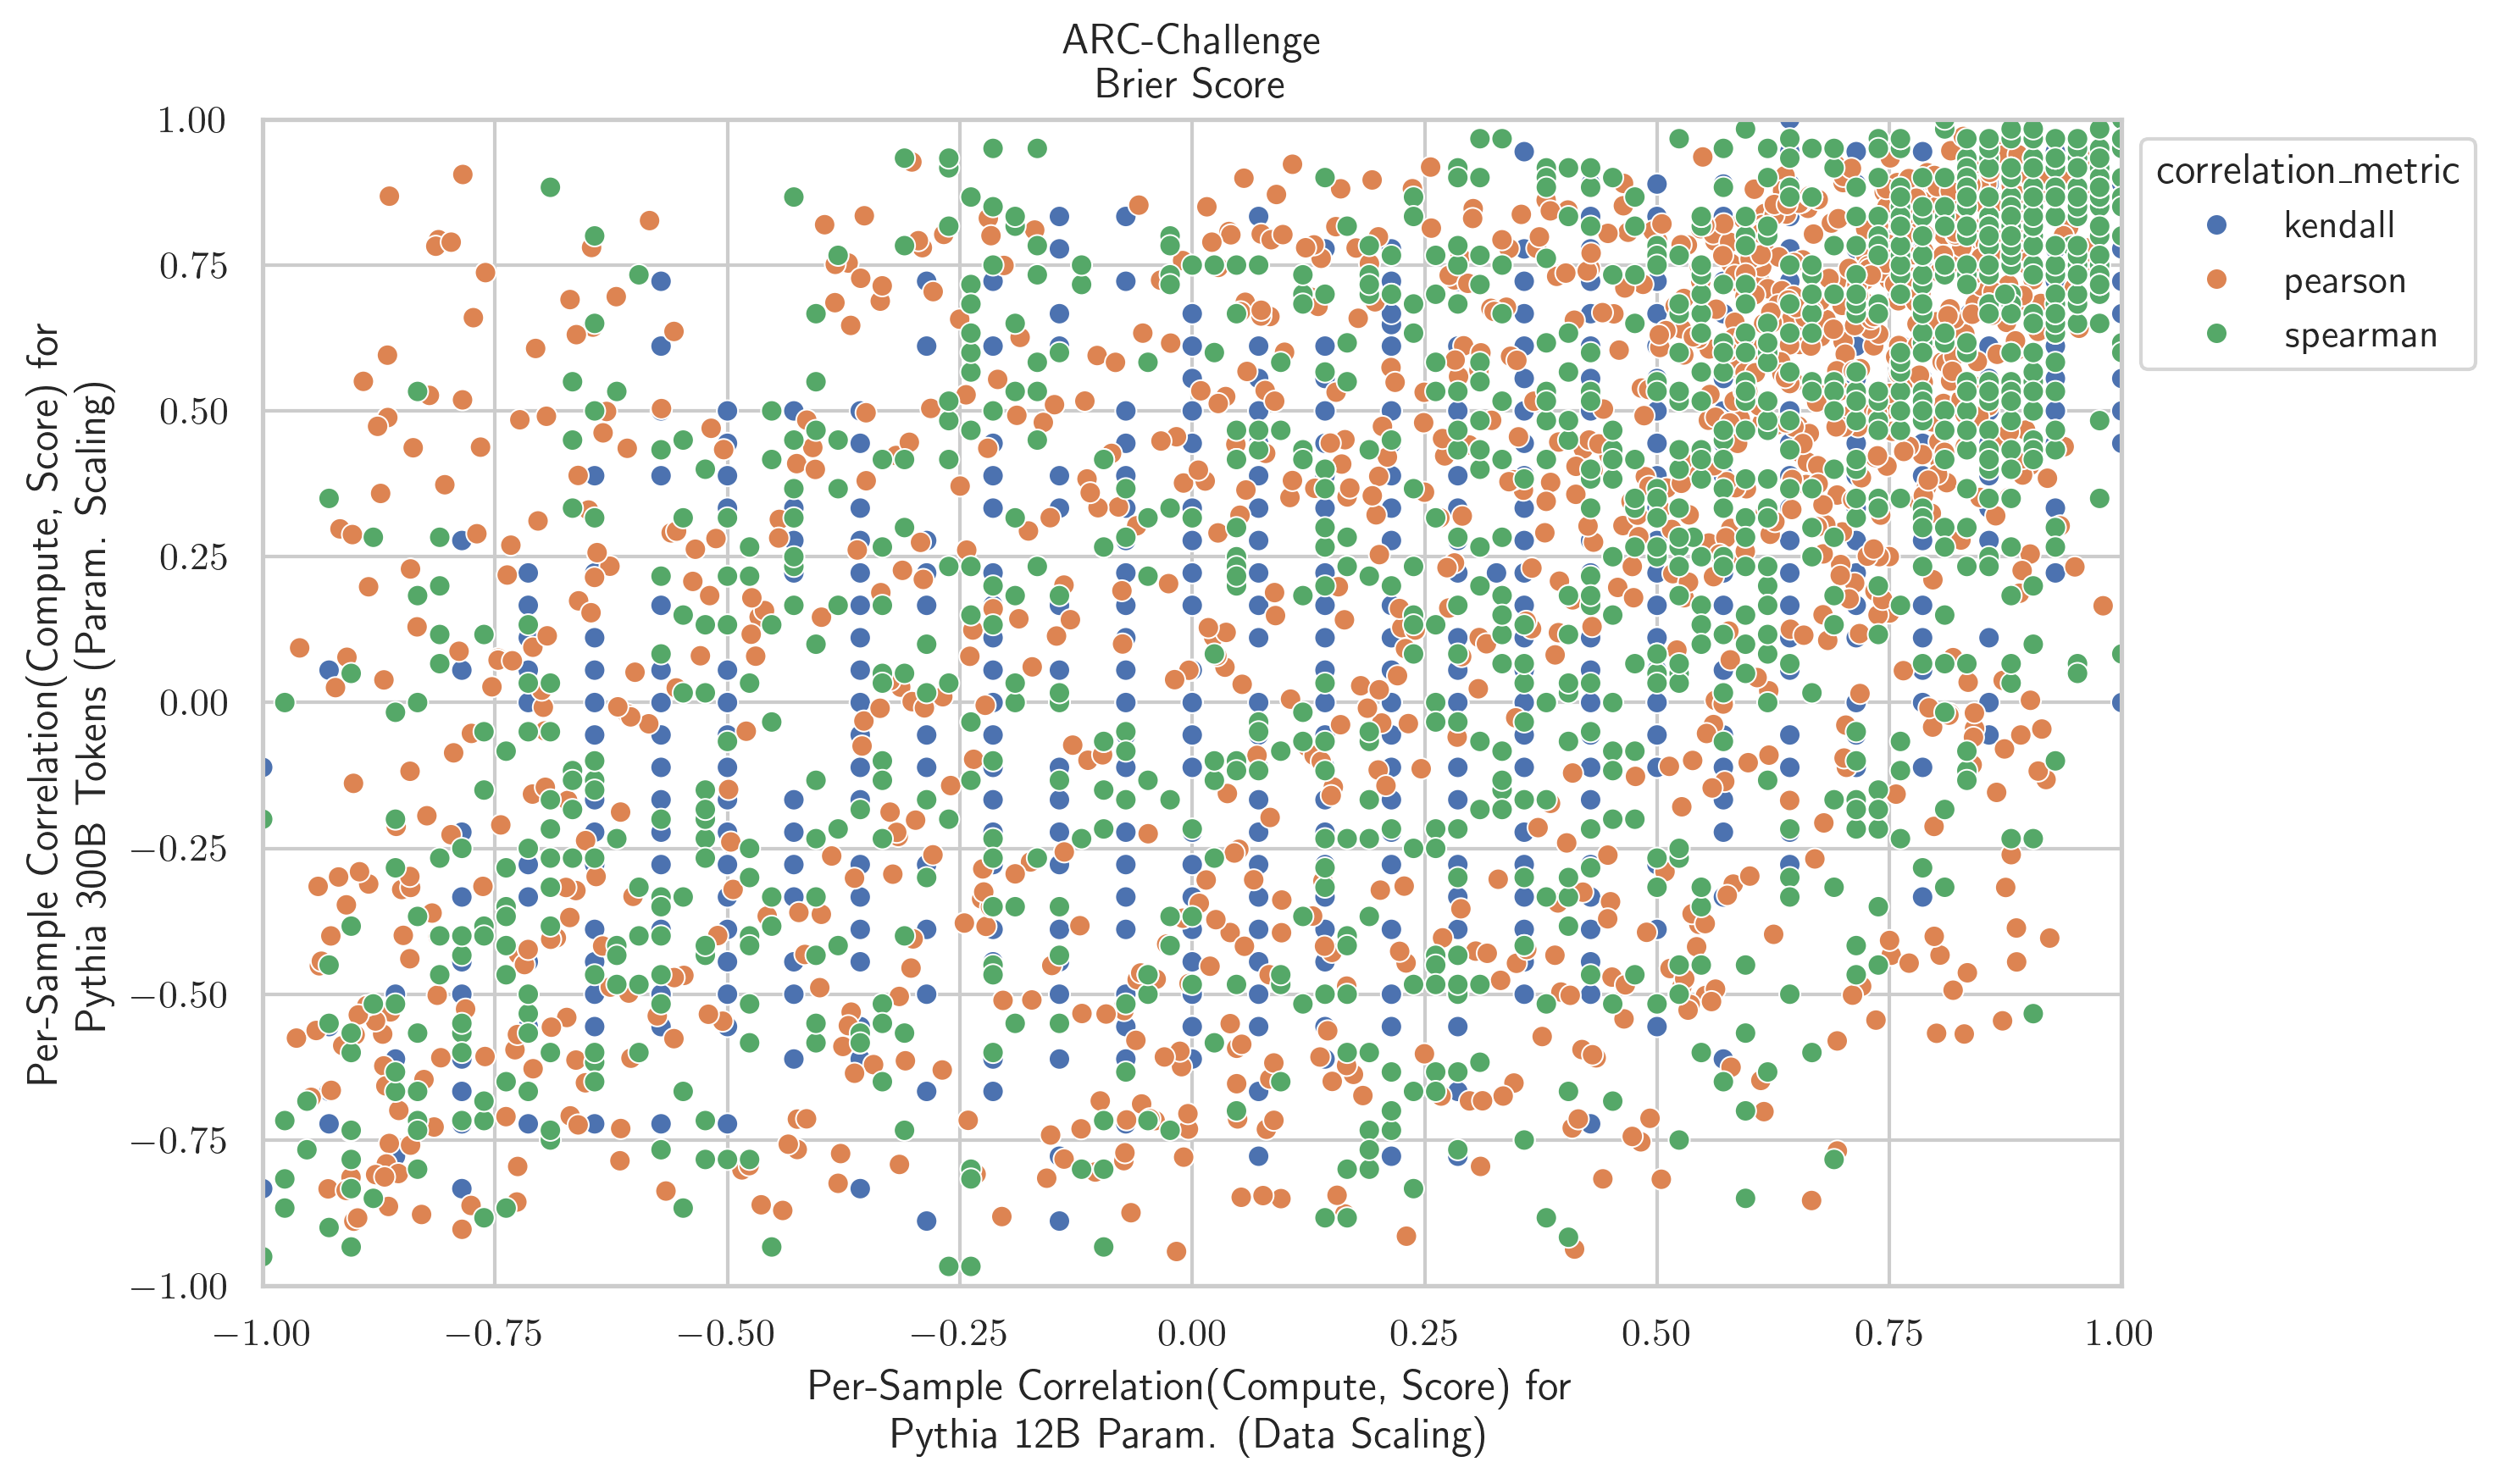 ARC-Challenge
Brier Score
Per-Sample Correlation(Compute, Score) for
Pythia 300B Tokens (Param. Scaling)
1.00
0.75
0.50
0.25
0.00
−0.25
−0.50
−0.75
−1.00
−1.00 −0.75 −0.50 −0.25 0.00 0.25 0.50 0.75 1.00
Per-Sample Correlation(Compute, Score) for
Pythia 12B Param. (Data Scaling)
correlation_metric
kendall
pearson
spearman